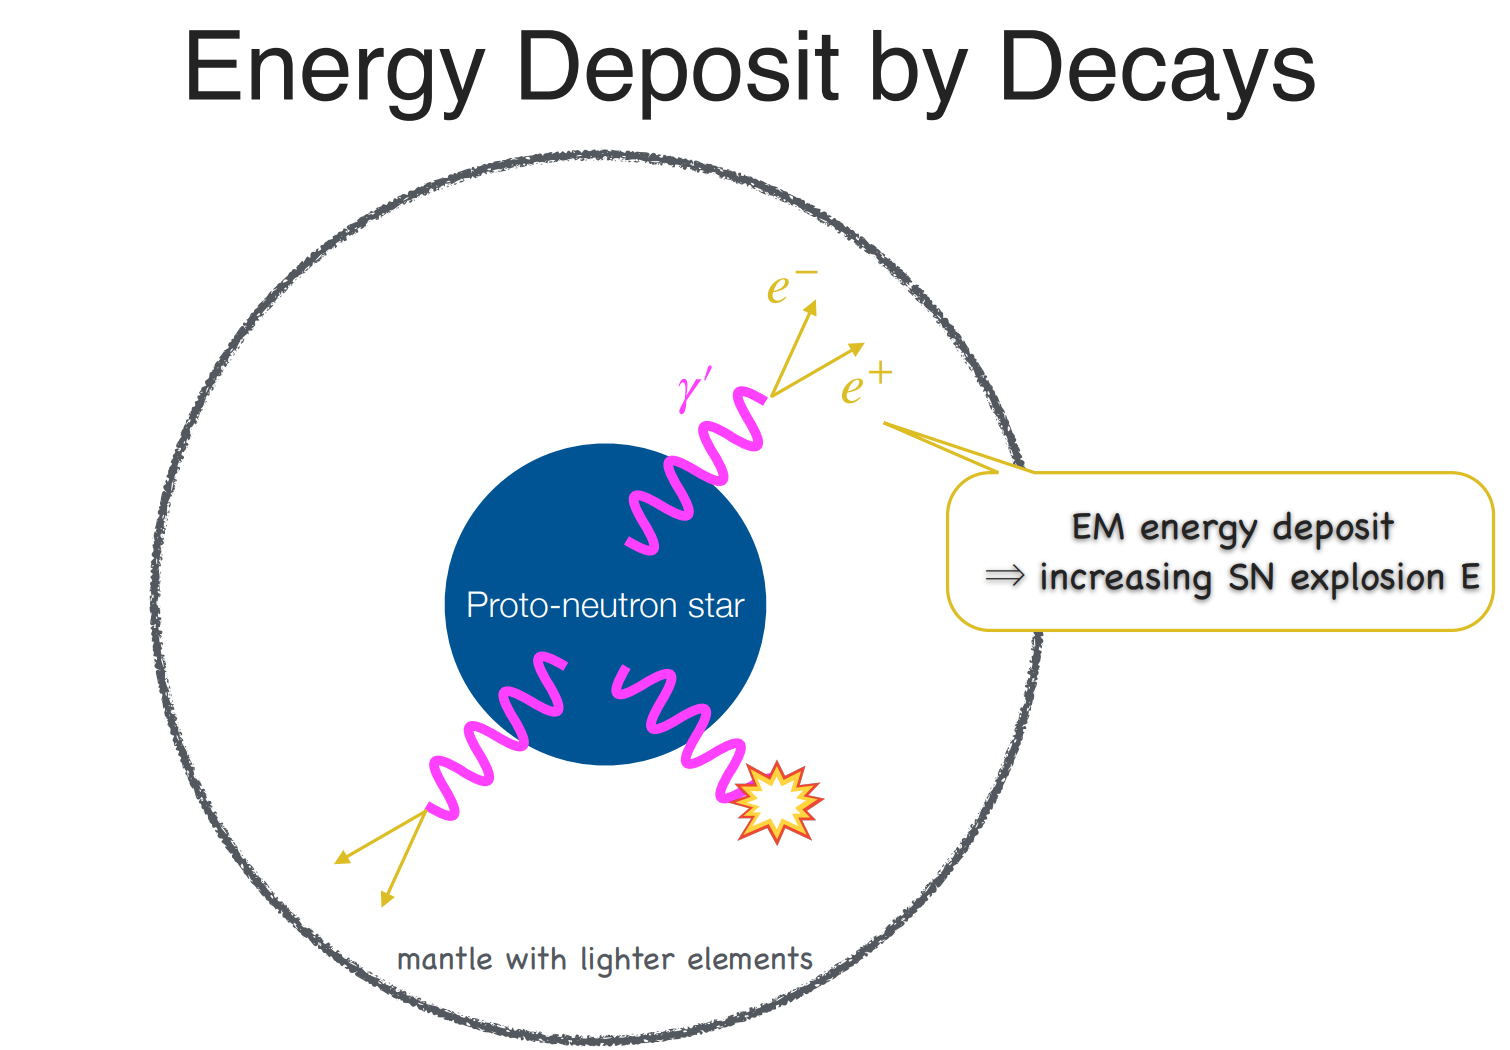 Energy Deposit by Decays
e⁻
γ′
e⁺
EM energy deposit
⇒ increasing SN explosion E
Proto-neutron star
mantle with lighter elements